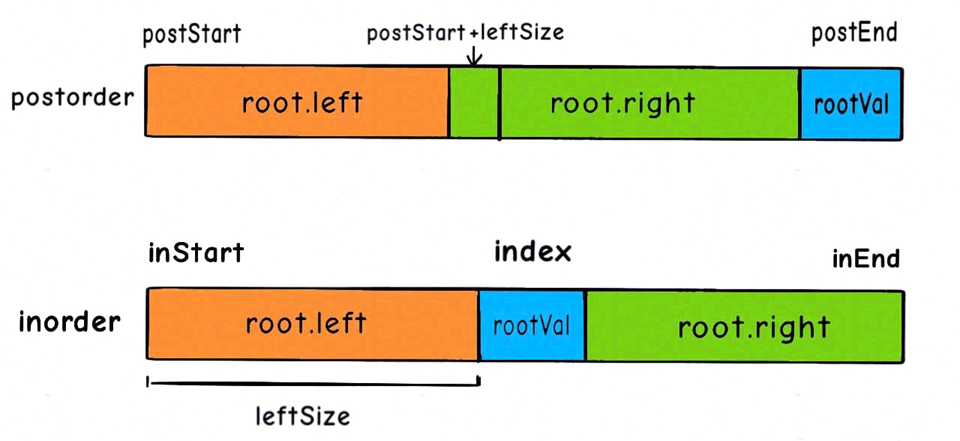 postStart postStart+leftSize postEnd
postorder root.left root.right rootVal
inStart index inEnd
inorder root.left rootVal root.right
leftSize